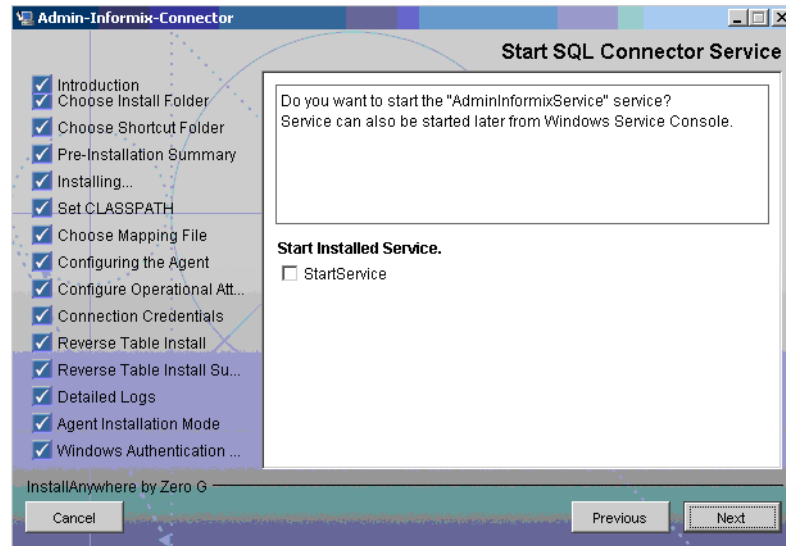 Admin-Informix-Connector
Start SQL Connector Service
Introduction
Choose Install Folder
Choose Shortcut Folder
Pre-Installation Summary
Installing...
Set CLASSPATH
Choose Mapping File
Configuring the Agent
Configure Operational Att...
Connection Credentials
Reverse Table Install
Reverse Table Install Su...
Detailed Logs
Agent Installation Mode
Windows Authentication ...
Do you want to start the "AdminInformixService" service?
Service can also be started later from Windows Service Console.
Start Installed Service.
StartService
InstallAnywhere by Zero G
Cancel
Previous
Next